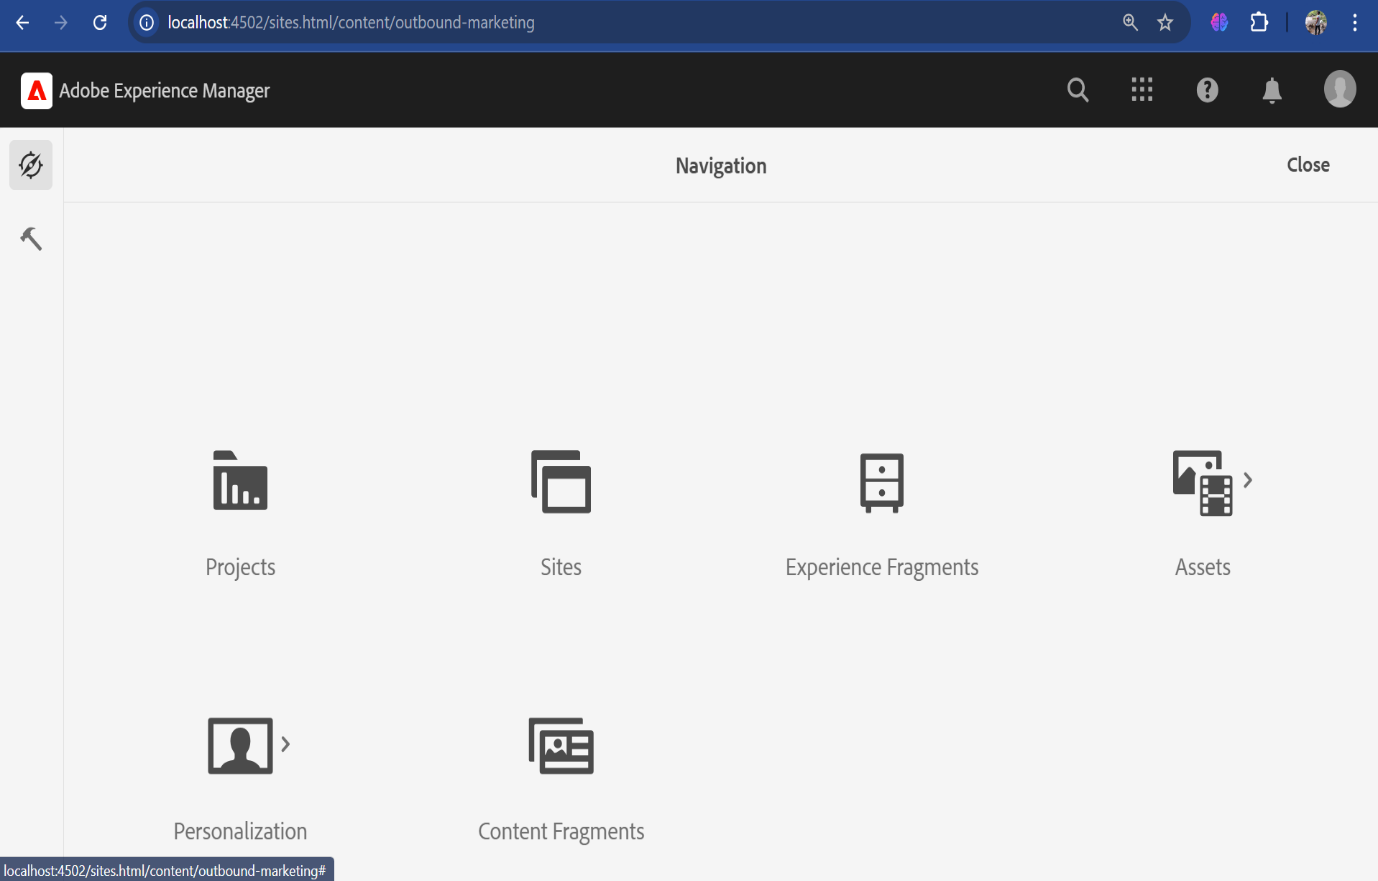 localhost:4502/sites.html/content/outbound-marketing
Adobe Experience Manager
Navigation
Close
Projects
Sites
Experience Fragments
Assets
Personalization
Content Fragments
localhost:4502/sites.html/content/outbound-marketing#